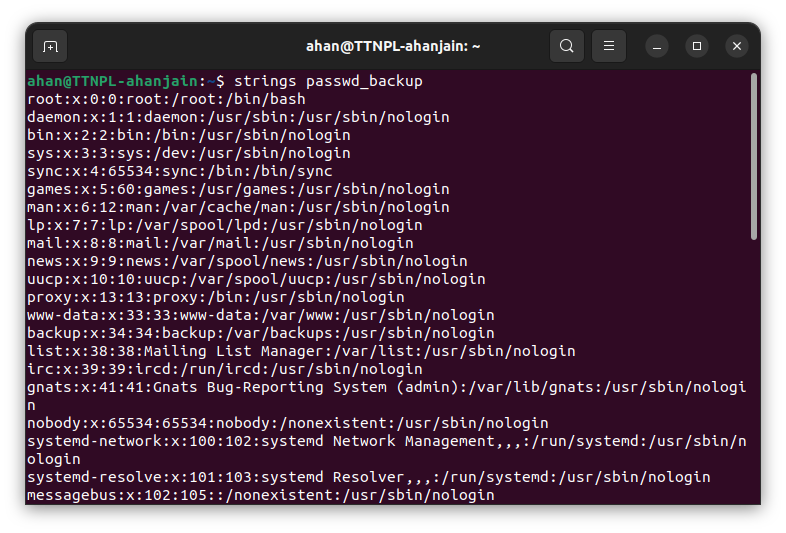 ahan@TTNPL-ahanjain: ~
ahan@TTNPL-ahanjain:~$ strings passwd_backup
root:x:0:0:root:/root:/bin/bash
daemon:x:1:1:daemon:/usr/sbin:/usr/sbin/nologin
bin:x:2:2:bin:/bin:/usr/sbin/nologin
sys:x:3:3:sys:/dev:/usr/sbin/nologin
sync:x:4:65534:sync:/bin:/bin/sync
games:x:5:60:games:/usr/games:/usr/sbin/nologin
man:x:6:12:man:/var/cache/man:/usr/sbin/nologin
lp:x:7:7:lp:/var/spool/lpd:/usr/sbin/nologin
mail:x:8:8:mail:/var/mail:/usr/sbin/nologin
news:x:9:9:news:/var/spool/news:/usr/sbin/nologin
uucp:x:10:10:uucp:/var/spool/uucp:/usr/sbin/nologin
proxy:x:13:13:proxy:/bin:/usr/sbin/nologin
www-data:x:33:33:www-data:/var/www:/usr/sbin/nologin
backup:x:34:34:backup:/var/backups:/usr/sbin/nologin
list:x:38:38:Mailing List Manager:/var/list:/usr/sbin/nologin
irc:x:39:39:ircd:/run/ircd:/usr/sbin/nologin
gnats:x:41:41:Gnats Bug-Reporting System (admin):/var/lib/gnats:/usr/sbin/nologi
n
nobody:x:65534:65534:nobody:/nonexistent:/usr/sbin/nologin
systemd-network:x:100:102:systemd Network Management,,,:/run/systemd:/usr/sbin/n
ologin
systemd-resolve:x:101:103:systemd Resolver,,,:/run/systemd:/usr/sbin/nologin
messagebus:x:102:105::/nonexistent:/usr/sbin/nologin